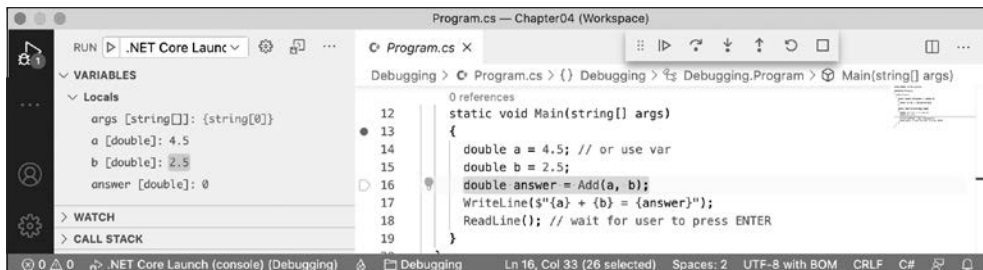 Program.cs — Chapter04 (Workspace)
RUN .NET Core Launc
Program.cs
VARIABLES
Debugging > Program.cs > {} Debugging > Debugging.Program > Main(string[] args)
Locals
args [string[]]: {string[0]}
a [double]: 4.5
b [double]: 2.5
answer [double]: 0
WATCH
CALL STACK
1
0 references
12 static void Main(string[] args)
13 {
14 double a = 4.5; // or use var
15 double b = 2.5;
16 double answer = Add(a, b);
17 WriteLine($"{a} + {b} = {answer}");
18 ReadLine(); // wait for user to press ENTER
19 }
0 0 .NET Core Launch (console) (Debugging) Debugging Ln 16, Col 33 (26 selected) Spaces: 2 UTF-8 with BOM CRLF C#